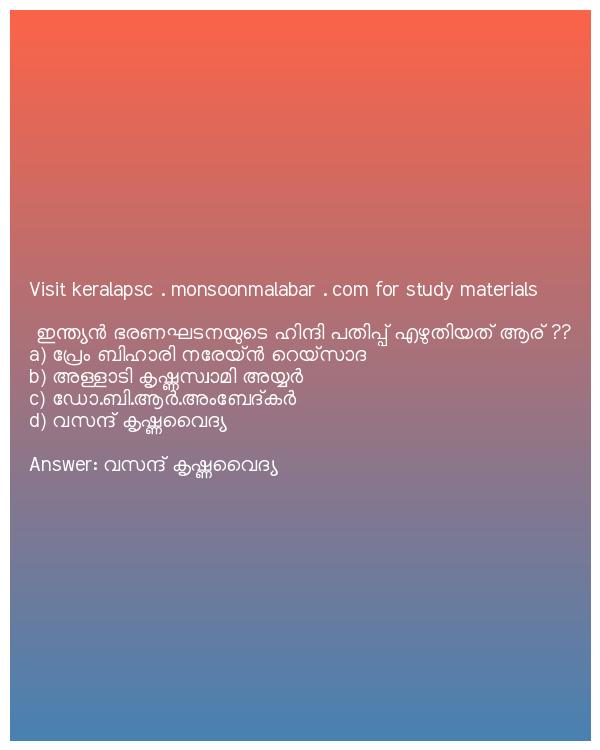 Visit keralapsc . monsoonmalabar . com for study materials
ഇന്ത്യൻ ഭരണഘടനയുടെ ഹിന്ദി പതിപ്പ് എഴുതിയത് ആര് ??
a) പ്രേം ബിഹാരി നരേയ്ൻ റെയ്സാദ
b) അള്ളാടി കൃഷ്ണസ്വാമി അയ്യർ
c) ഡോ.ബി.ആർ.അംബേദ്കർ
d) വസന്ദ് കൃഷ്ണവൈദ്യ
Answer: വസന്ദ് കൃഷ്ണവൈദ്യ